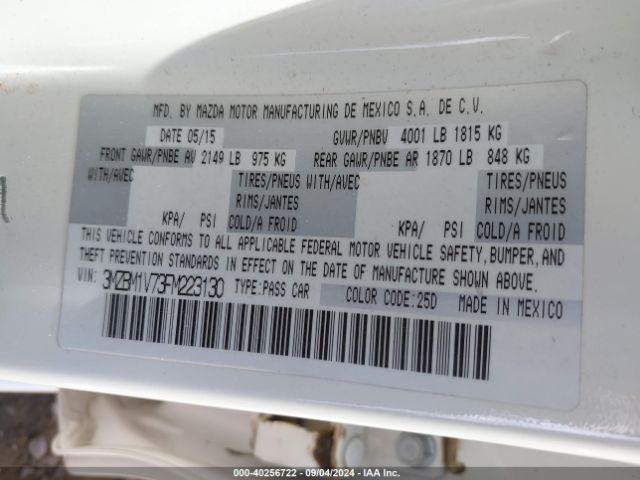 MFD. BY MAZDA MOTOR MANUFACTURING DE MEXICO S.A. DE C.V.
DATE 05/15 GVWR/PNBV 4001 LB 1815 KG
FRONT GAWR/PNBE AV 2149 LB 975 KG REAR GAWR/PNBE AR 1870 LB 848 KG
WITH/AVEC TIRES/PNEUS WITH/AVEC TIRES/PNEUS
RIMS/JANTES RIMS/JANTES
KPA/ PSI COLD/A FROID KPA/ PSI COLD/A FROID
THIS VEHICLE CONFORMS TO ALL APPLICABLE FEDERAL MOTOR VEHICLE SAFETY, BUMPER, AND
THEFT PREVENTION STANDARDS IN EFFECT ON THE DATE OF MANUFACTURE SHOWN ABOVE.
VIN: 3MZBM1V73FM223130 TYPE:PASS CAR COLOR CODE:25D MADE IN MEXICO
000-40256722 - 09/04/2024 - IAAI.COM